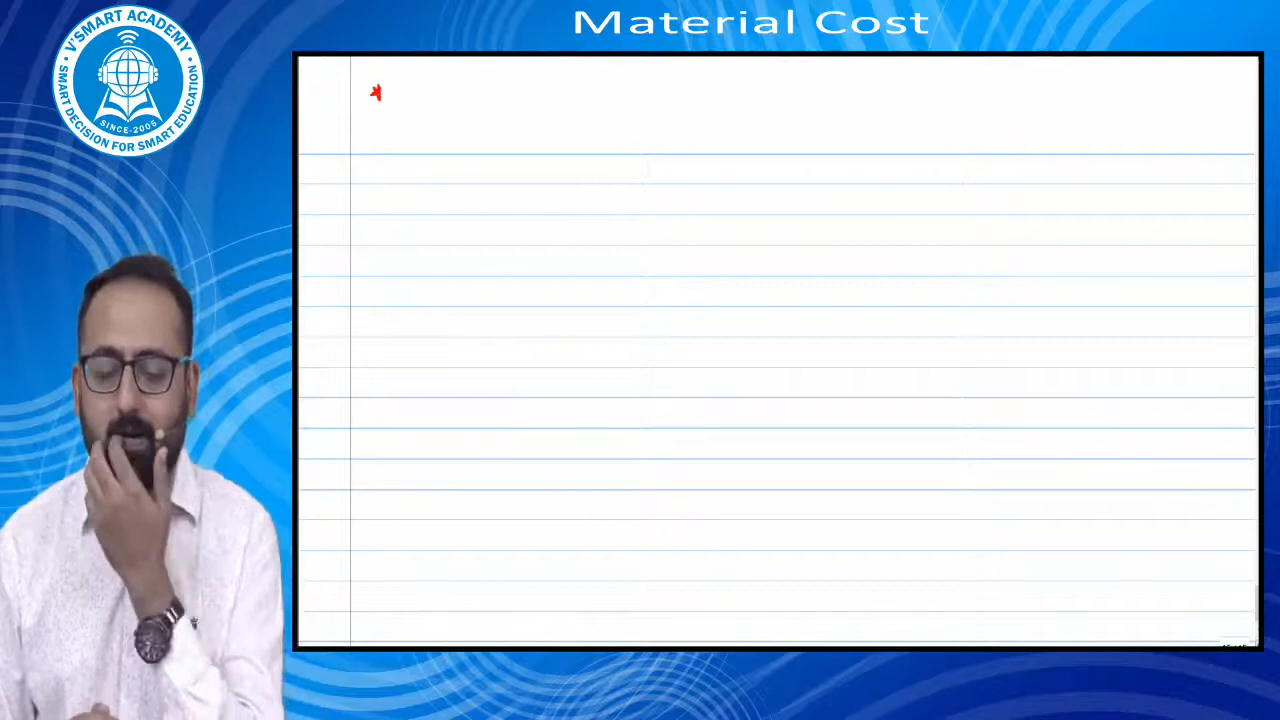 Material Cost
V'SMART ACADEMY
SINCE-2005
SMART DECISION FOR SMART EDUCATION